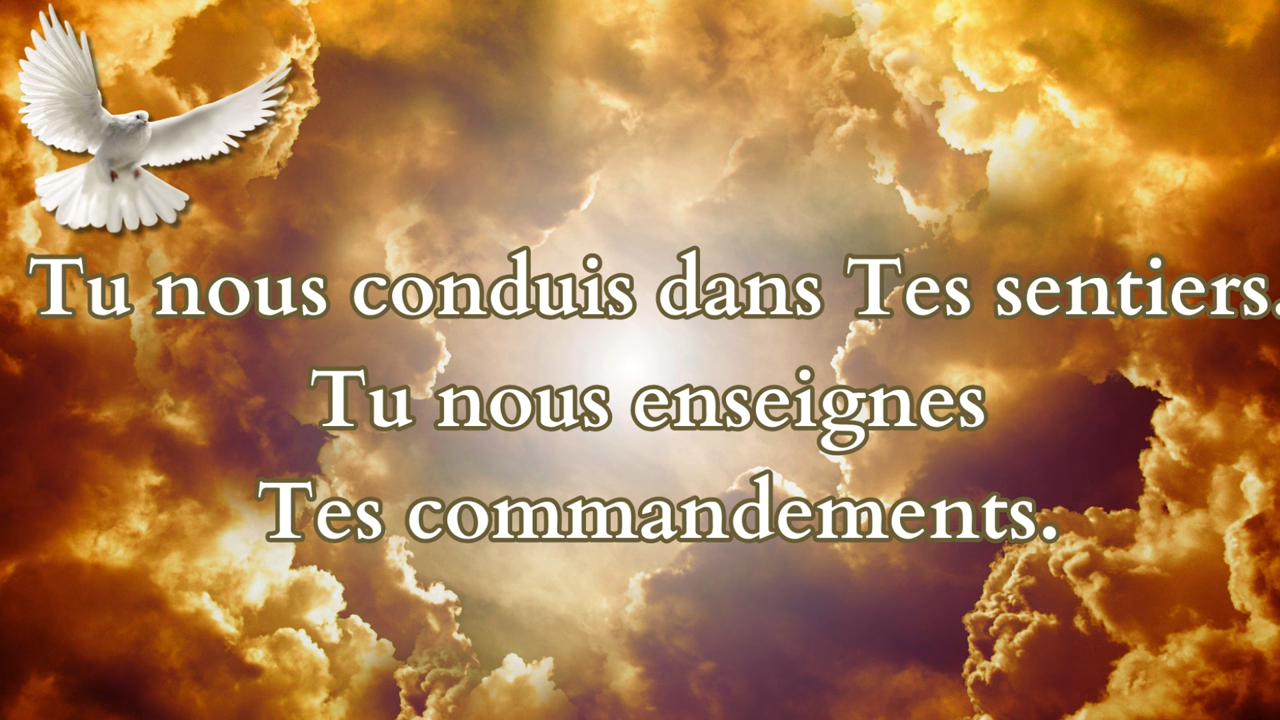 Tu nous conduis dans Tes sentiers.
Tu nous enseignes
Tes commandements.